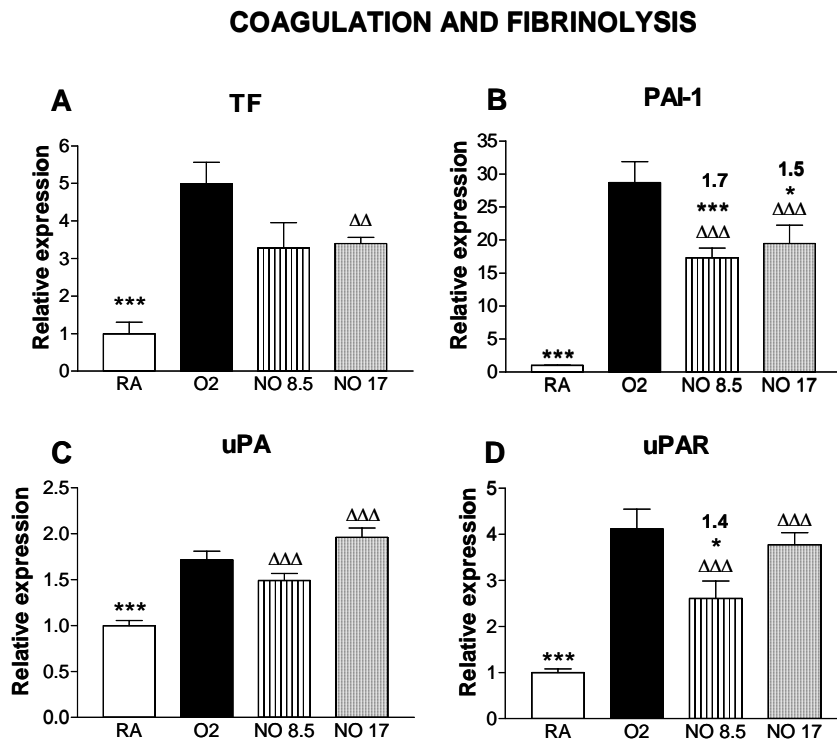 COAGULATION AND FIBRINOLYSIS
A
TF
Relative expression
6
5
4
3
2
1
0
***
ΔΔ
RA
O2
NO 8.5
NO 17
B
PAI-1
Relative expression
35
30
25
20
15
10
5
0
***
1.7
***
ΔΔΔ
1.5
*
ΔΔΔ
RA
O2
NO 8.5
NO 17
C
uPA
Relative expression
2.5
2.0
1.5
1.0
0.5
0.0
***
ΔΔΔ
ΔΔΔ
RA
O2
NO 8.5
NO 17
D
uPAR
Relative expression
5
4
3
2
1
0
***
1.4
*
ΔΔΔ
ΔΔΔ
RA
O2
NO 8.5
NO 17